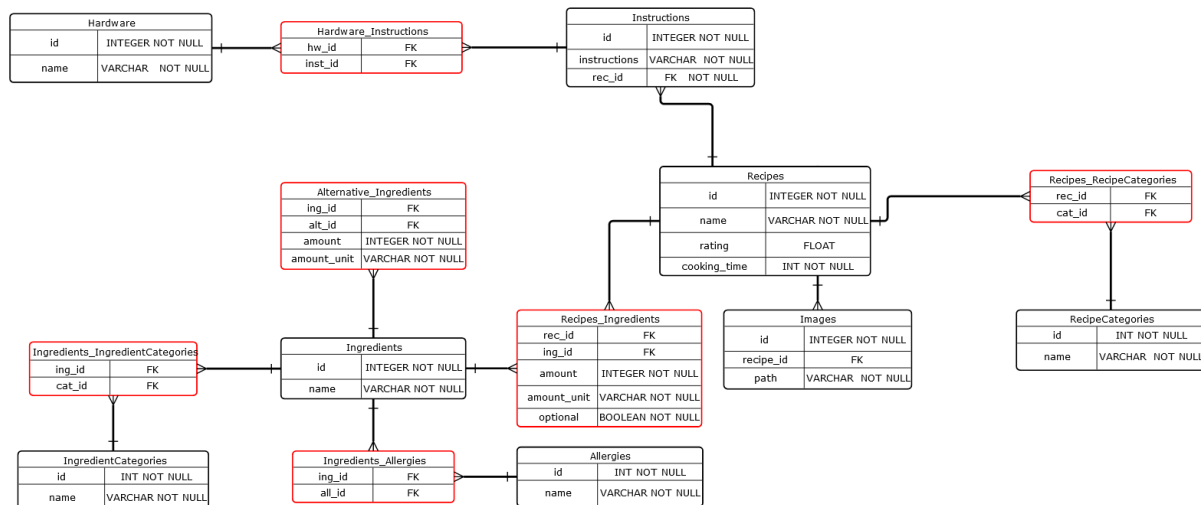 Hardware
id INTEGER NOT NULL
name VARCHAR NOT NULL
Hardware_Instructions
hw_id FK
inst_id FK
Instructions
id INTEGER NOT NULL
instructions VARCHAR NOT NULL
rec_id FK NOT NULL
Alternative_Ingredients
ing_id FK
alt_id FK
amount INTEGER NOT NULL
amount_unit VARCHAR NOT NULL
Recipes
id INTEGER NOT NULL
name VARCHAR NOT NULL
rating FLOAT
cooking_time INT NOT NULL
Recipes_RecipeCategories
rec_id FK
cat_id FK
Ingredients_IngredientCategories
ing_id FK
cat_id FK
Ingredients
id INTEGER NOT NULL
name VARCHAR NOT NULL
Recipes_Ingredients
rec_id FK
ing_id FK
amount INTEGER NOT NULL
amount_unit VARCHAR NOT NULL
optional BOOLEAN NOT NULL
Images
id INTEGER NOT NULL
recipe_id FK
path VARCHAR NOT NULL
RecipeCategories
id INT NOT NULL
name VARCHAR NOT NULL
IngredientCategories
id INT NOT NULL
name VARCHAR NOT NULL
Ingredients_Allergies
ing_id FK
all_id FK
Allergies
id INT NOT NULL
name VARCHAR NOT NULL